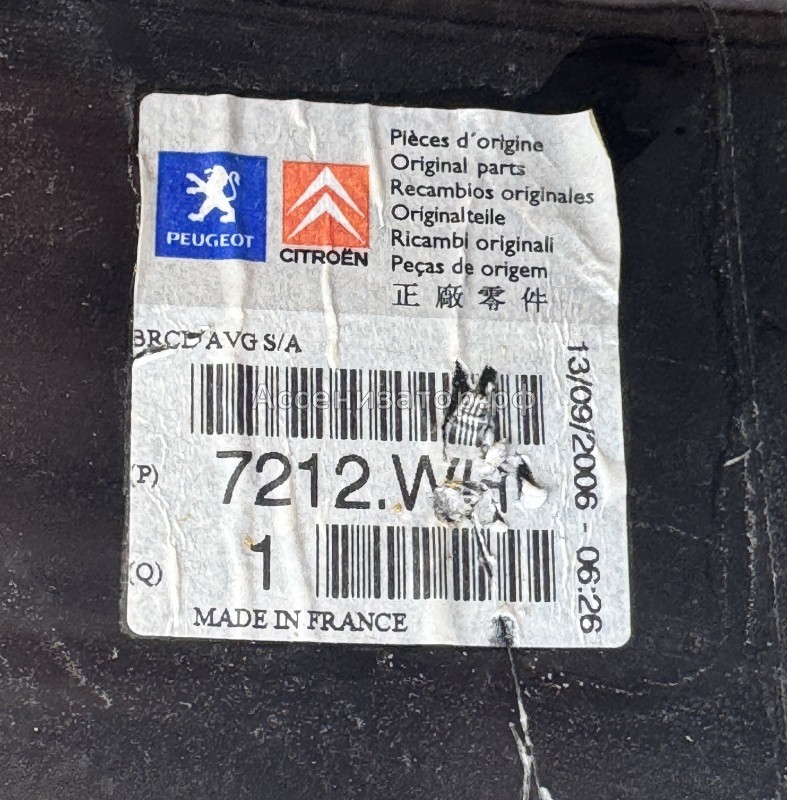 PEUGEOT
CITROËN
Pièces d'origine
Original parts
Recambios originales
Originalteile
Ricambi originali
Peças de origem
正廠零件
BRCD AVG S/A
Ассенизатор.рф
(P) 7212.WH
(Q) 1
MADE IN FRANCE
13/09/2006 - 06:26